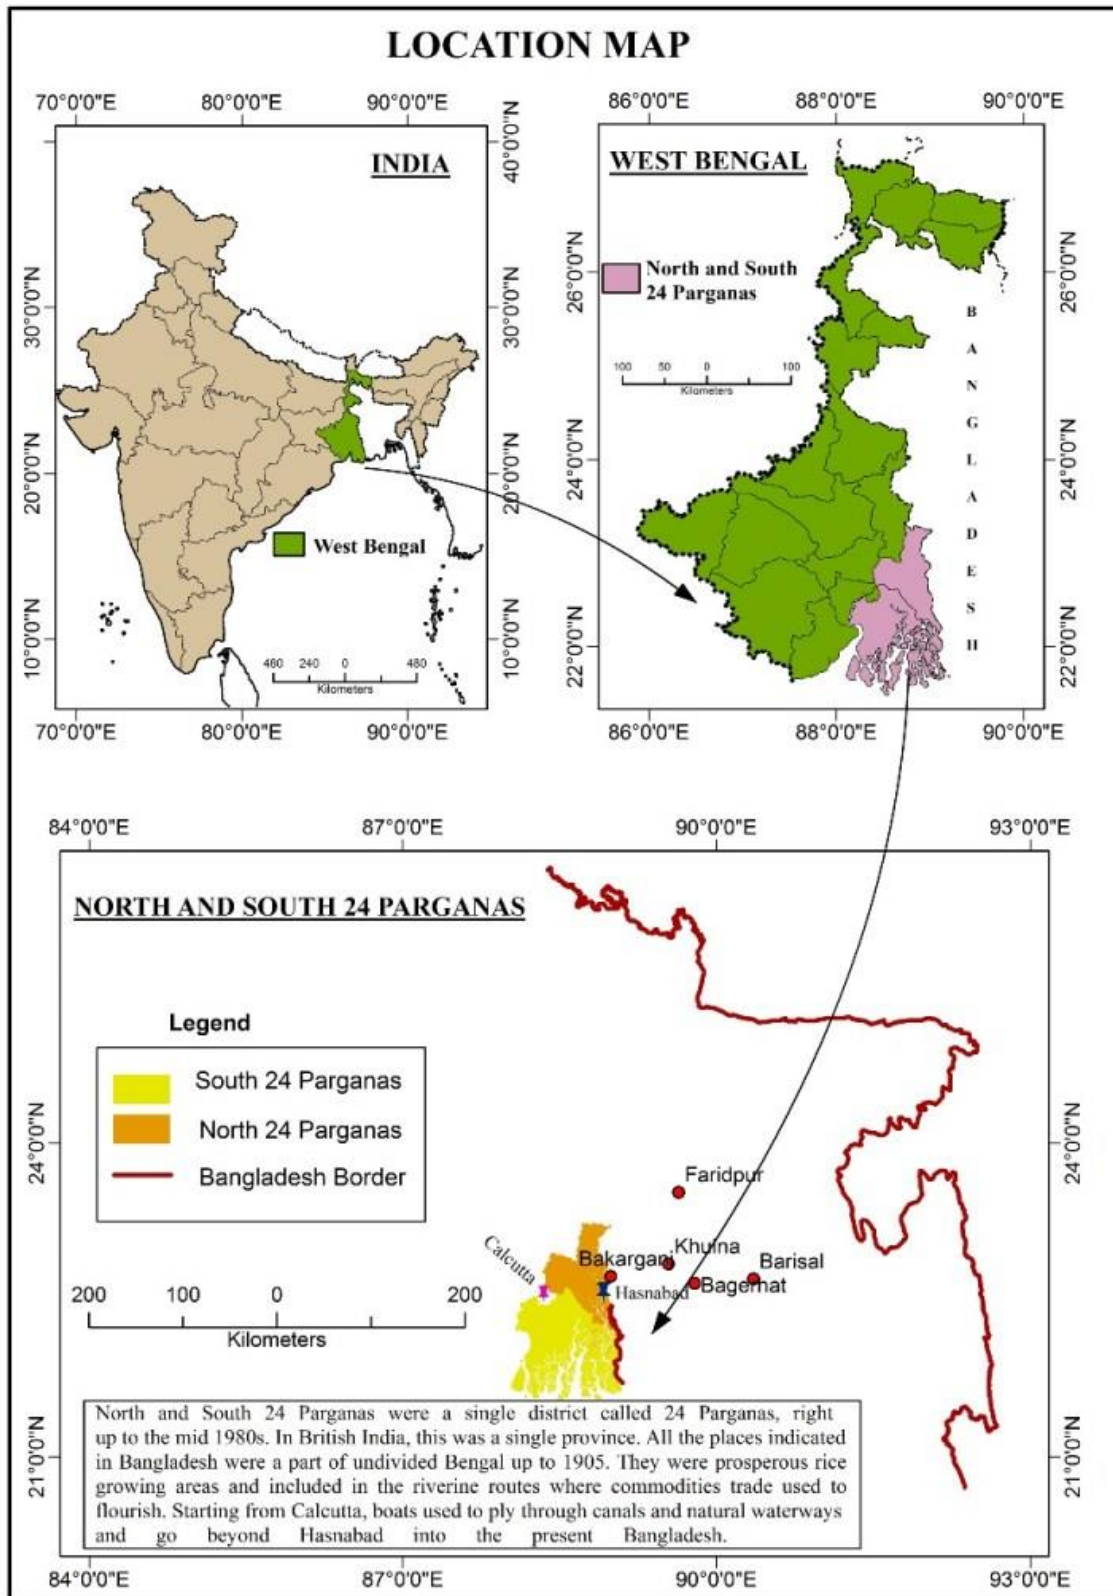 LOCATION MAP
70°0'0"E 80°0'0"E 90°0'0"E
INDIA
40°0'0"N
30°0'0"N
30°0'0"N
20°0'0"N
20°0'0"N
10°0'0"N
10°0'0"N
West Bengal
460 240 0 480
Kilometers
70°0'0"E 80°0'0"E 90°0'0"E
86°0'0"E 88°0'0"E 90°0'0"E
WEST BENGAL
North and South
24 Parganas
100 50 0 100
Kilometers
26°0'0"N
26°0'0"N
24°0'0"N
24°0'0"N
22°0'0"N
22°0'0"N
B
A
N
G
L
A
D
E
S
H
86°0'0"E 88°0'0"E 90°0'0"E
84°0'0"E 87°0'0"E 90°0'0"E 93°0'0"E
NORTH AND SOUTH 24 PARGANAS
Legend
South 24 Parganas
North 24 Parganas
Bangladesh Border
24°0'0"N
24°0'0"N
Faridpur
Calcutta
Bakarganj
Khulna
Barisal
Bagerhat
Hasnabad
200 100 0 200
Kilometers
21°0'0"N
21°0'0"N
North and South 24 Parganas were a single district called 24 Parganas, right
up to the mid 1980s. In British India, this was a single province. All the places indicated
in Bangladesh were a part of undivided Bengal up to 1905. They were prosperous rice
growing areas and included in the riverine routes where commodities trade used to
flourish. Starting from Calcutta, boats used to ply through canals and natural waterways
and go beyond Hasnabad into the present Bangladesh.
84°0'0"E 87°0'0"E 90°0'0"E 93°0'0"E